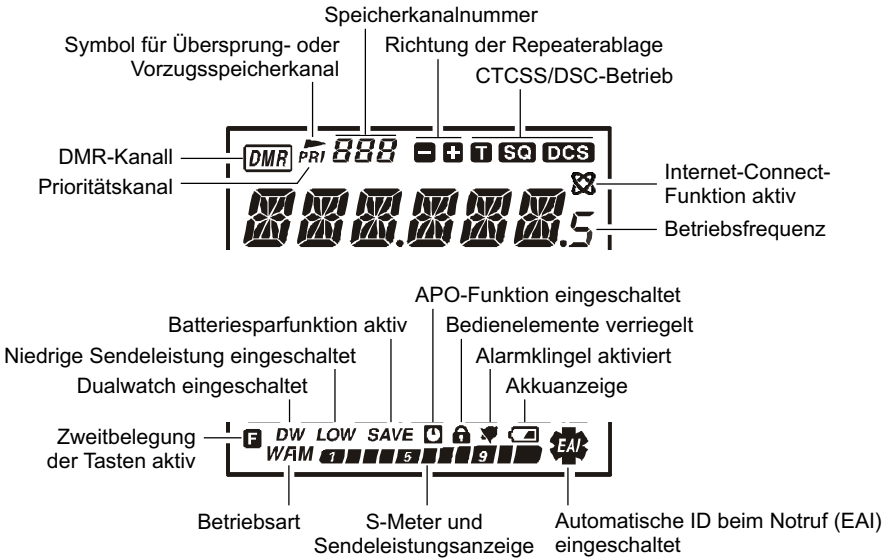 Speicherkanalnummer
Symbol für Übersprung- oder
Vorzugsspeicherkanal
Richtung der Repeaterablage
CTCSS/DSC-Betrieb
DMR-Kanall
Prioritätskanal
DMR PRI 888 - + T SQ DCS
.5
Internet-Connect-
Funktion aktiv
Betriebsfrequenz
APO-Funktion eingeschaltet
Batteriesparfunktion aktiv
Bedienelemente verriegelt
Niedrige Sendeleistung eingeschaltet
Alarmklingel aktiviert
Dualwatch eingeschaltet
Akkuanzeige
Zweitbelegung
der Tasten aktiv
F DW LOW SAVE
1 5 9
EAI
Betriebsart
S-Meter und
Sendeleistungsanzeige
Automatische ID beim Notruf (EAI)
eingeschaltet